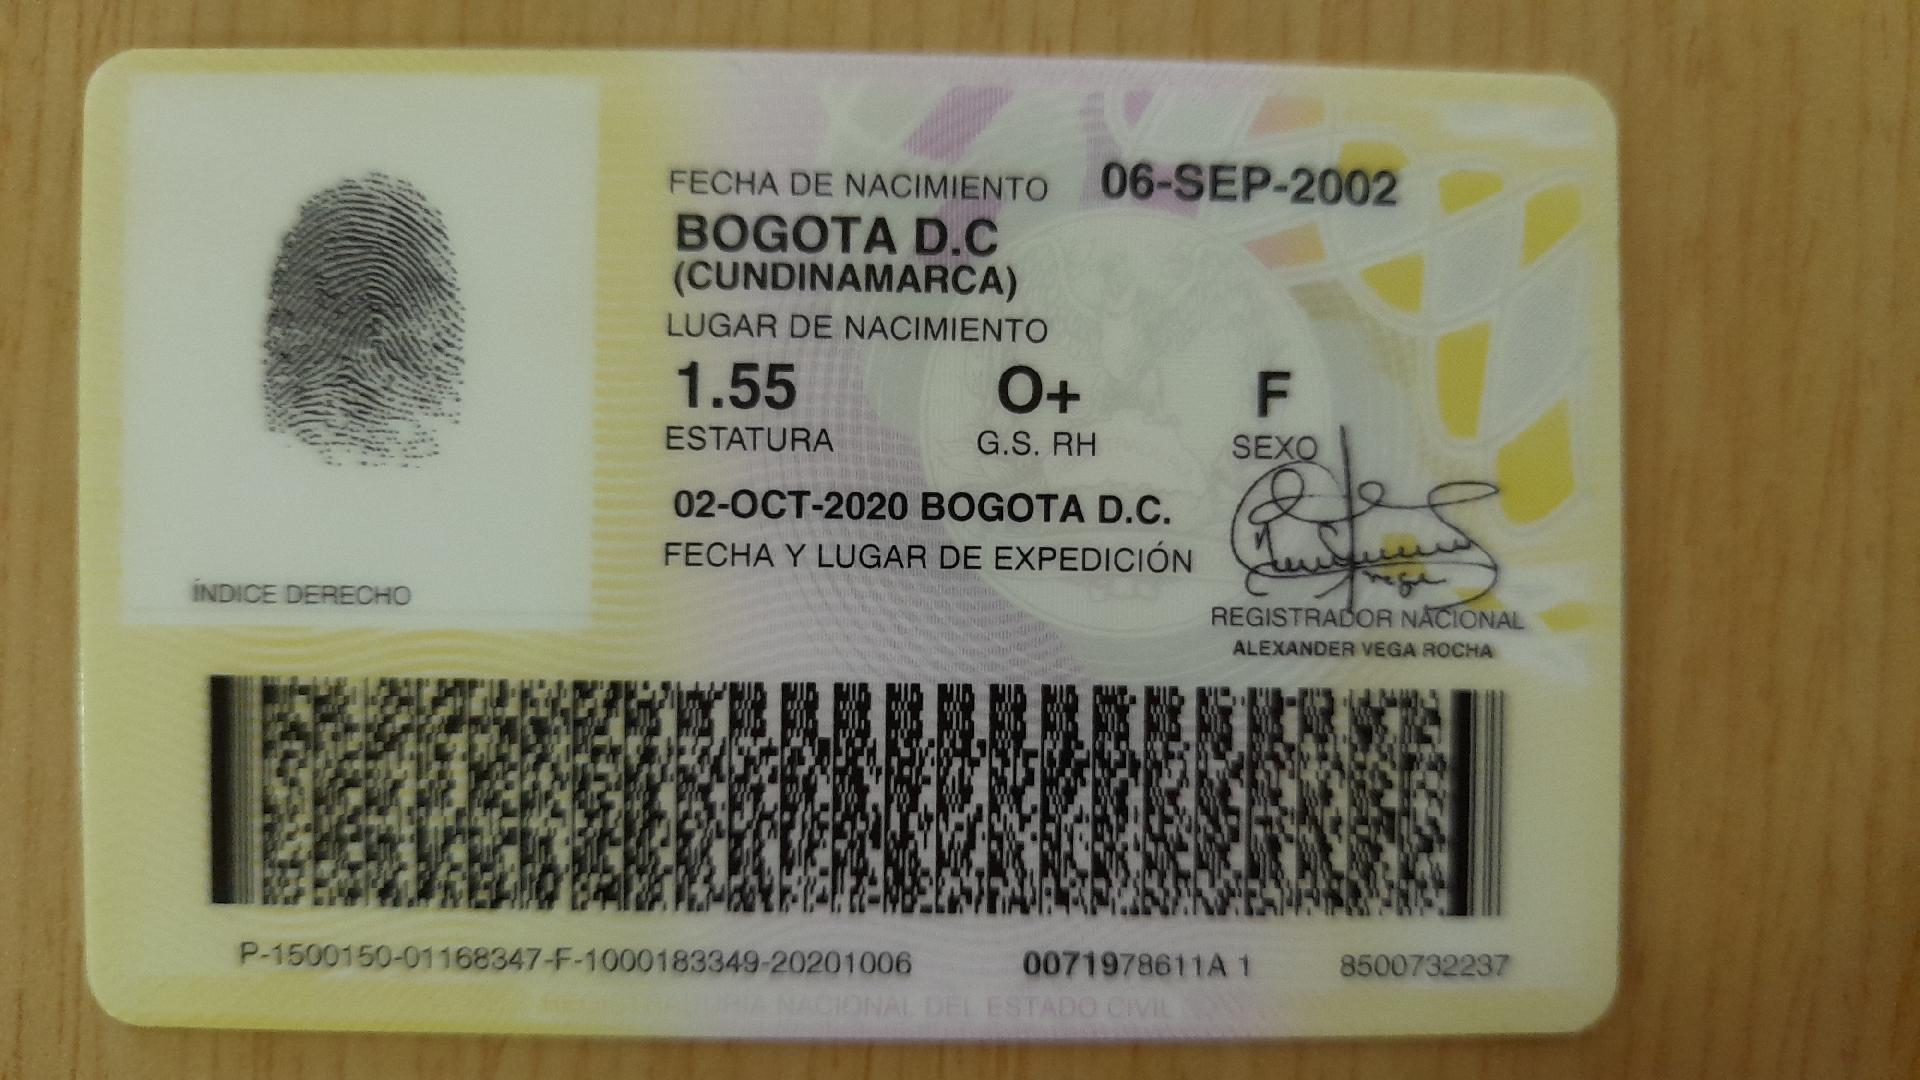 FECHA DE NACIMIENTO 06-SEP-2002
BOGOTA D.C
(CUNDINAMARCA)
LUGAR DE NACIMIENTO
1.55 O+ F
ESTATURA G.S. RH SEXO
02-OCT-2020 BOGOTA D.C.
FECHA Y LUGAR DE EXPEDICIÓN
ÍNDICE DERECHO
REGISTRADOR NACIONAL
ALEXANDER VEGA ROCHA
P-1500150-01168347-F-1000183349-20201006 0071978611A 1 8500732237
REGISTRADURÍA NACIONAL DEL ESTADO CIVIL